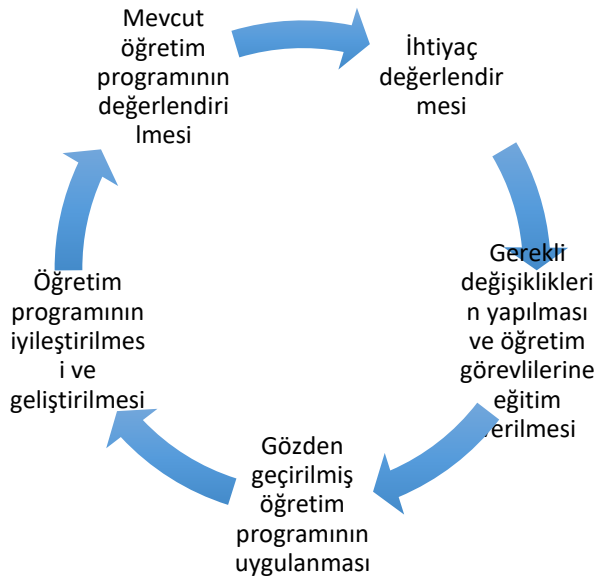 Mevcut
öğretim
programının
değerlendiri
lmesi
İhtiyaç
değerlendir
mesi
Gerekli
değişiklikleri
n yapılması
ve öğretim
görevlilerine
eğitim
verilmesi
Gözden
geçirilmiş
öğretim
programının
uygulanması
Öğretim
programının
iyileştirilmes
i ve
geliştirilmesi